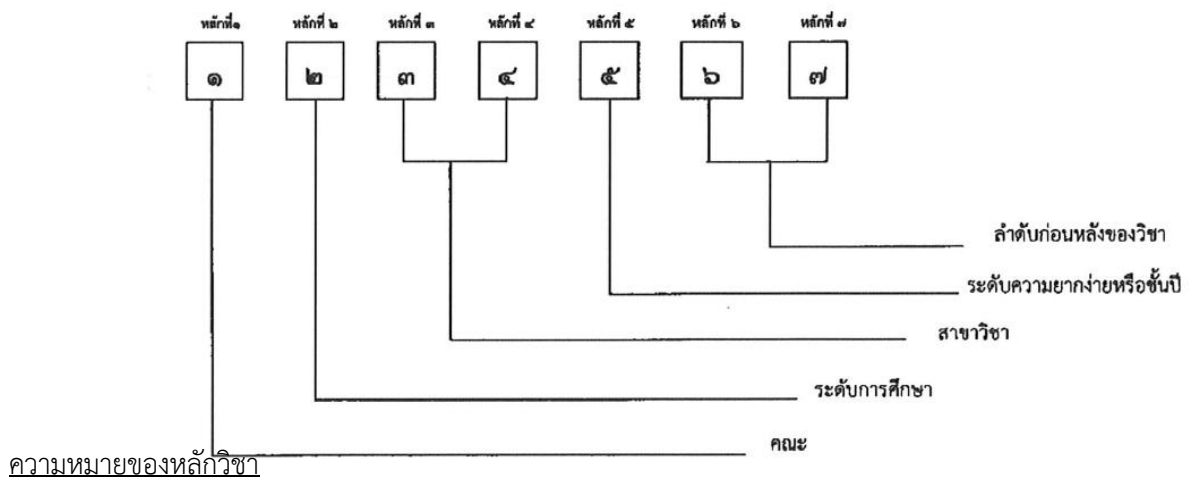 หลักที่๑ หลักที่ ๒ หลักที่ ๓ หลักที่ ๔ หลักที่ ๕ หลักที่ ๖ หลักที่ ๗
๑ ๒ ๓ ๔ ๕ ๖ ๗
ลำดับก่อนหลังของวิชา
ระดับความยากง่ายหรือชั้นปี
สาขาวิชา
ระดับการศึกษา
คณะ
ความหมายของหลักวิชา